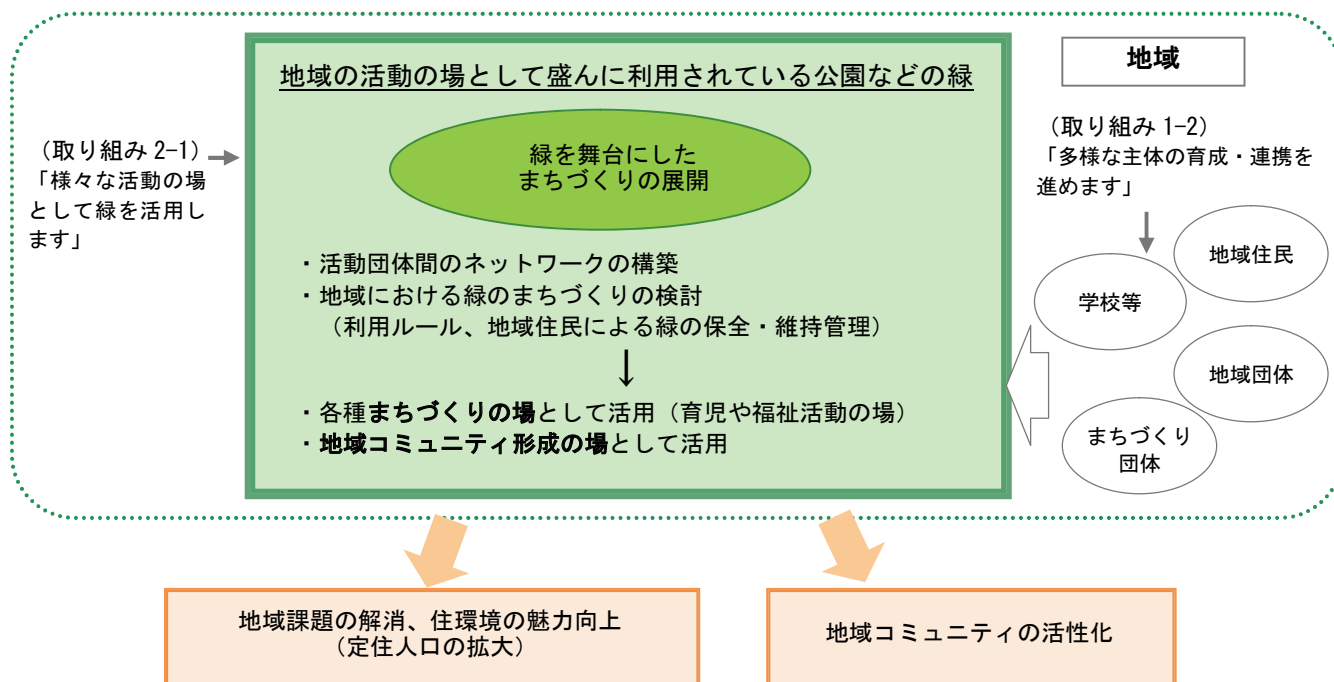 地域の活動の場として盛んに利用されている公園などの緑
緑を舞台にした
まちづくりの展開
・活動団体間のネットワークの構築
・地域における緑のまちづくりの検討
（利用ルール、地域住民による緑の保全・維持管理）
↓
・各種まちづくりの場として活用（育児や福祉活動の場）
・地域コミュニティ形成の場として活用
（取り組み 2−1）
「様々な活動の場
として緑を活用し
ます」
地域
（取り組み 1−2）
「多様な主体の育成・連携を
進めます」
地域住民
学校等
地域団体
まちづくり
団体
地域課題の解消、住環境の魅力向上
（定住人口の拡大）
地域コミュニティの活性化